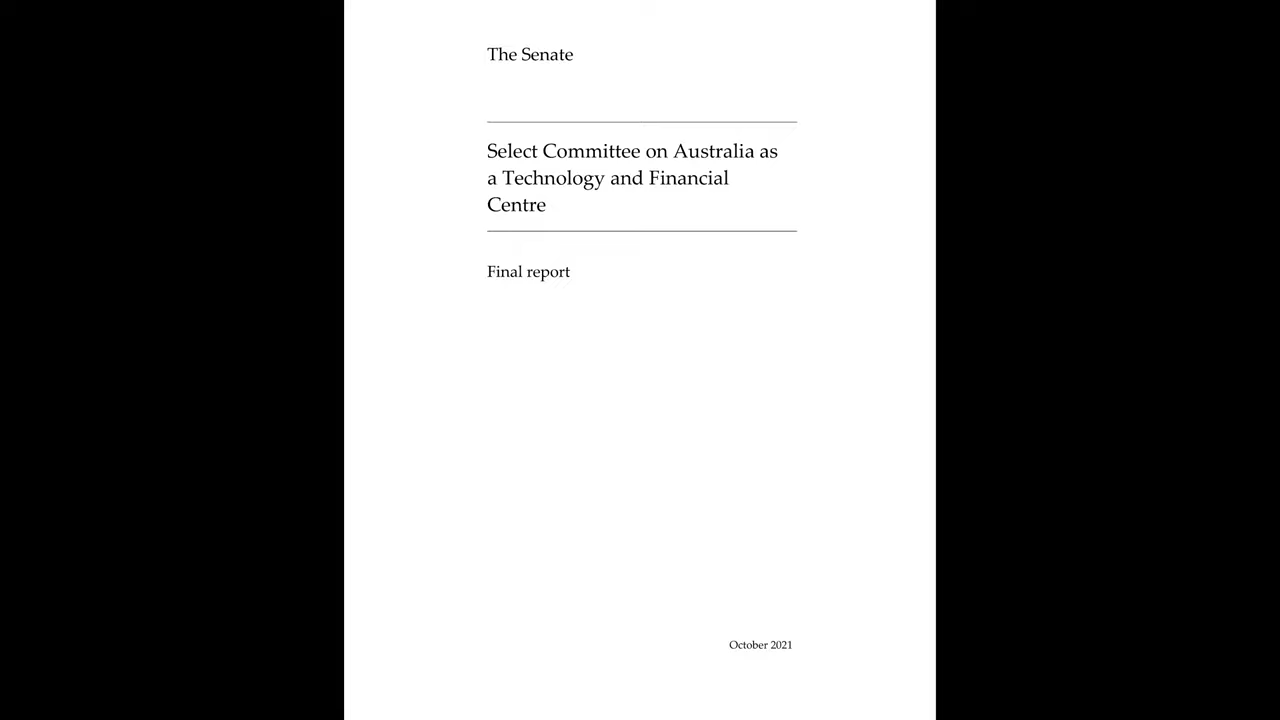 The Senate
Select Committee on Australia as
a Technology and Financial
Centre
Final report
October 2021